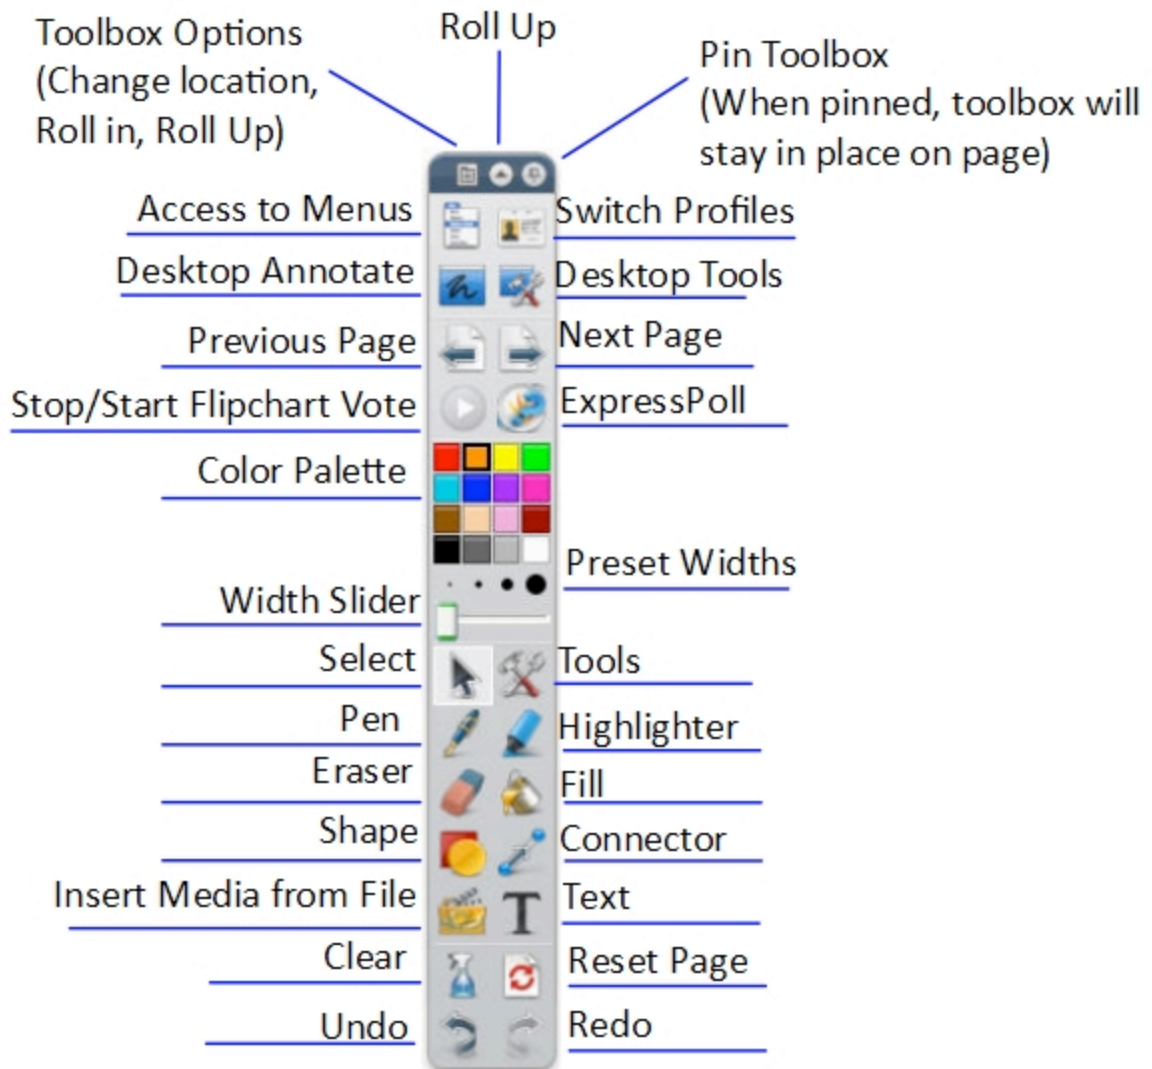 Toolbox Options
(Change location,
Roll in, Roll Up)
Roll Up
Pin Toolbox
(When pinned, toolbox will
stay in place on page)
Access to Menus
Switch Profiles
Desktop Annotate
Desktop Tools
Previous Page
Next Page
Stop/Start Flipchart Vote
ExpressPoll
Color Palette
Preset Widths
Width Slider
Select
Tools
Pen
Highlighter
Eraser
Fill
Shape
Connector
Insert Media from File
Text
T
Clear
Reset Page
Undo
Redo